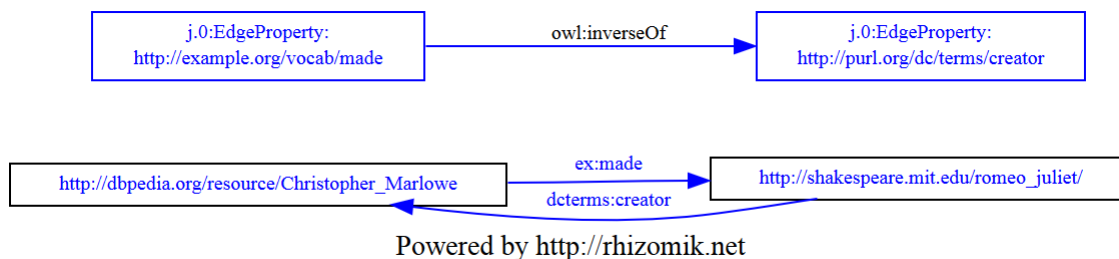 j.0:EdgeProperty:
http://example.org/vocab/made
owl:inverseOf
j.0:EdgeProperty:
http://purl.org/dc/terms/creator
http://dbpedia.org/resource/Christopher_Marlowe
ex:made
dcterms:creator
http://shakespeare.mit.edu/romeo_juliet/
Powered by http://rhizomik.net